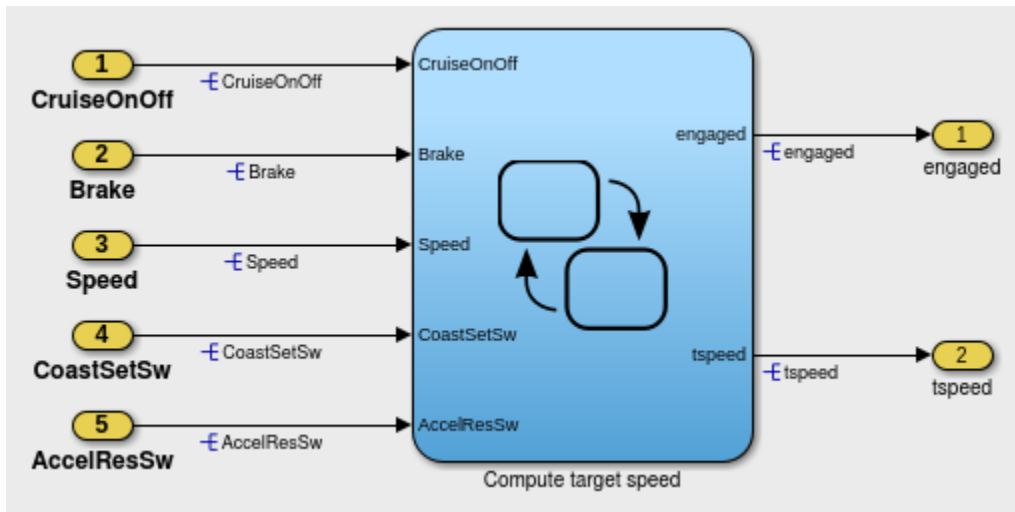 1
CruiseOnOff
CruiseOnOff
CruiseOnOff
2
Brake
Brake
Brake
3
Speed
Speed
Speed
4
CoastSetSw
CoastSetSw
CoastSetSw
5
AccelResSw
AccelResSw
AccelResSw
engaged
engaged
1
engaged
tspeed
tspeed
2
tspeed
Compute target speed